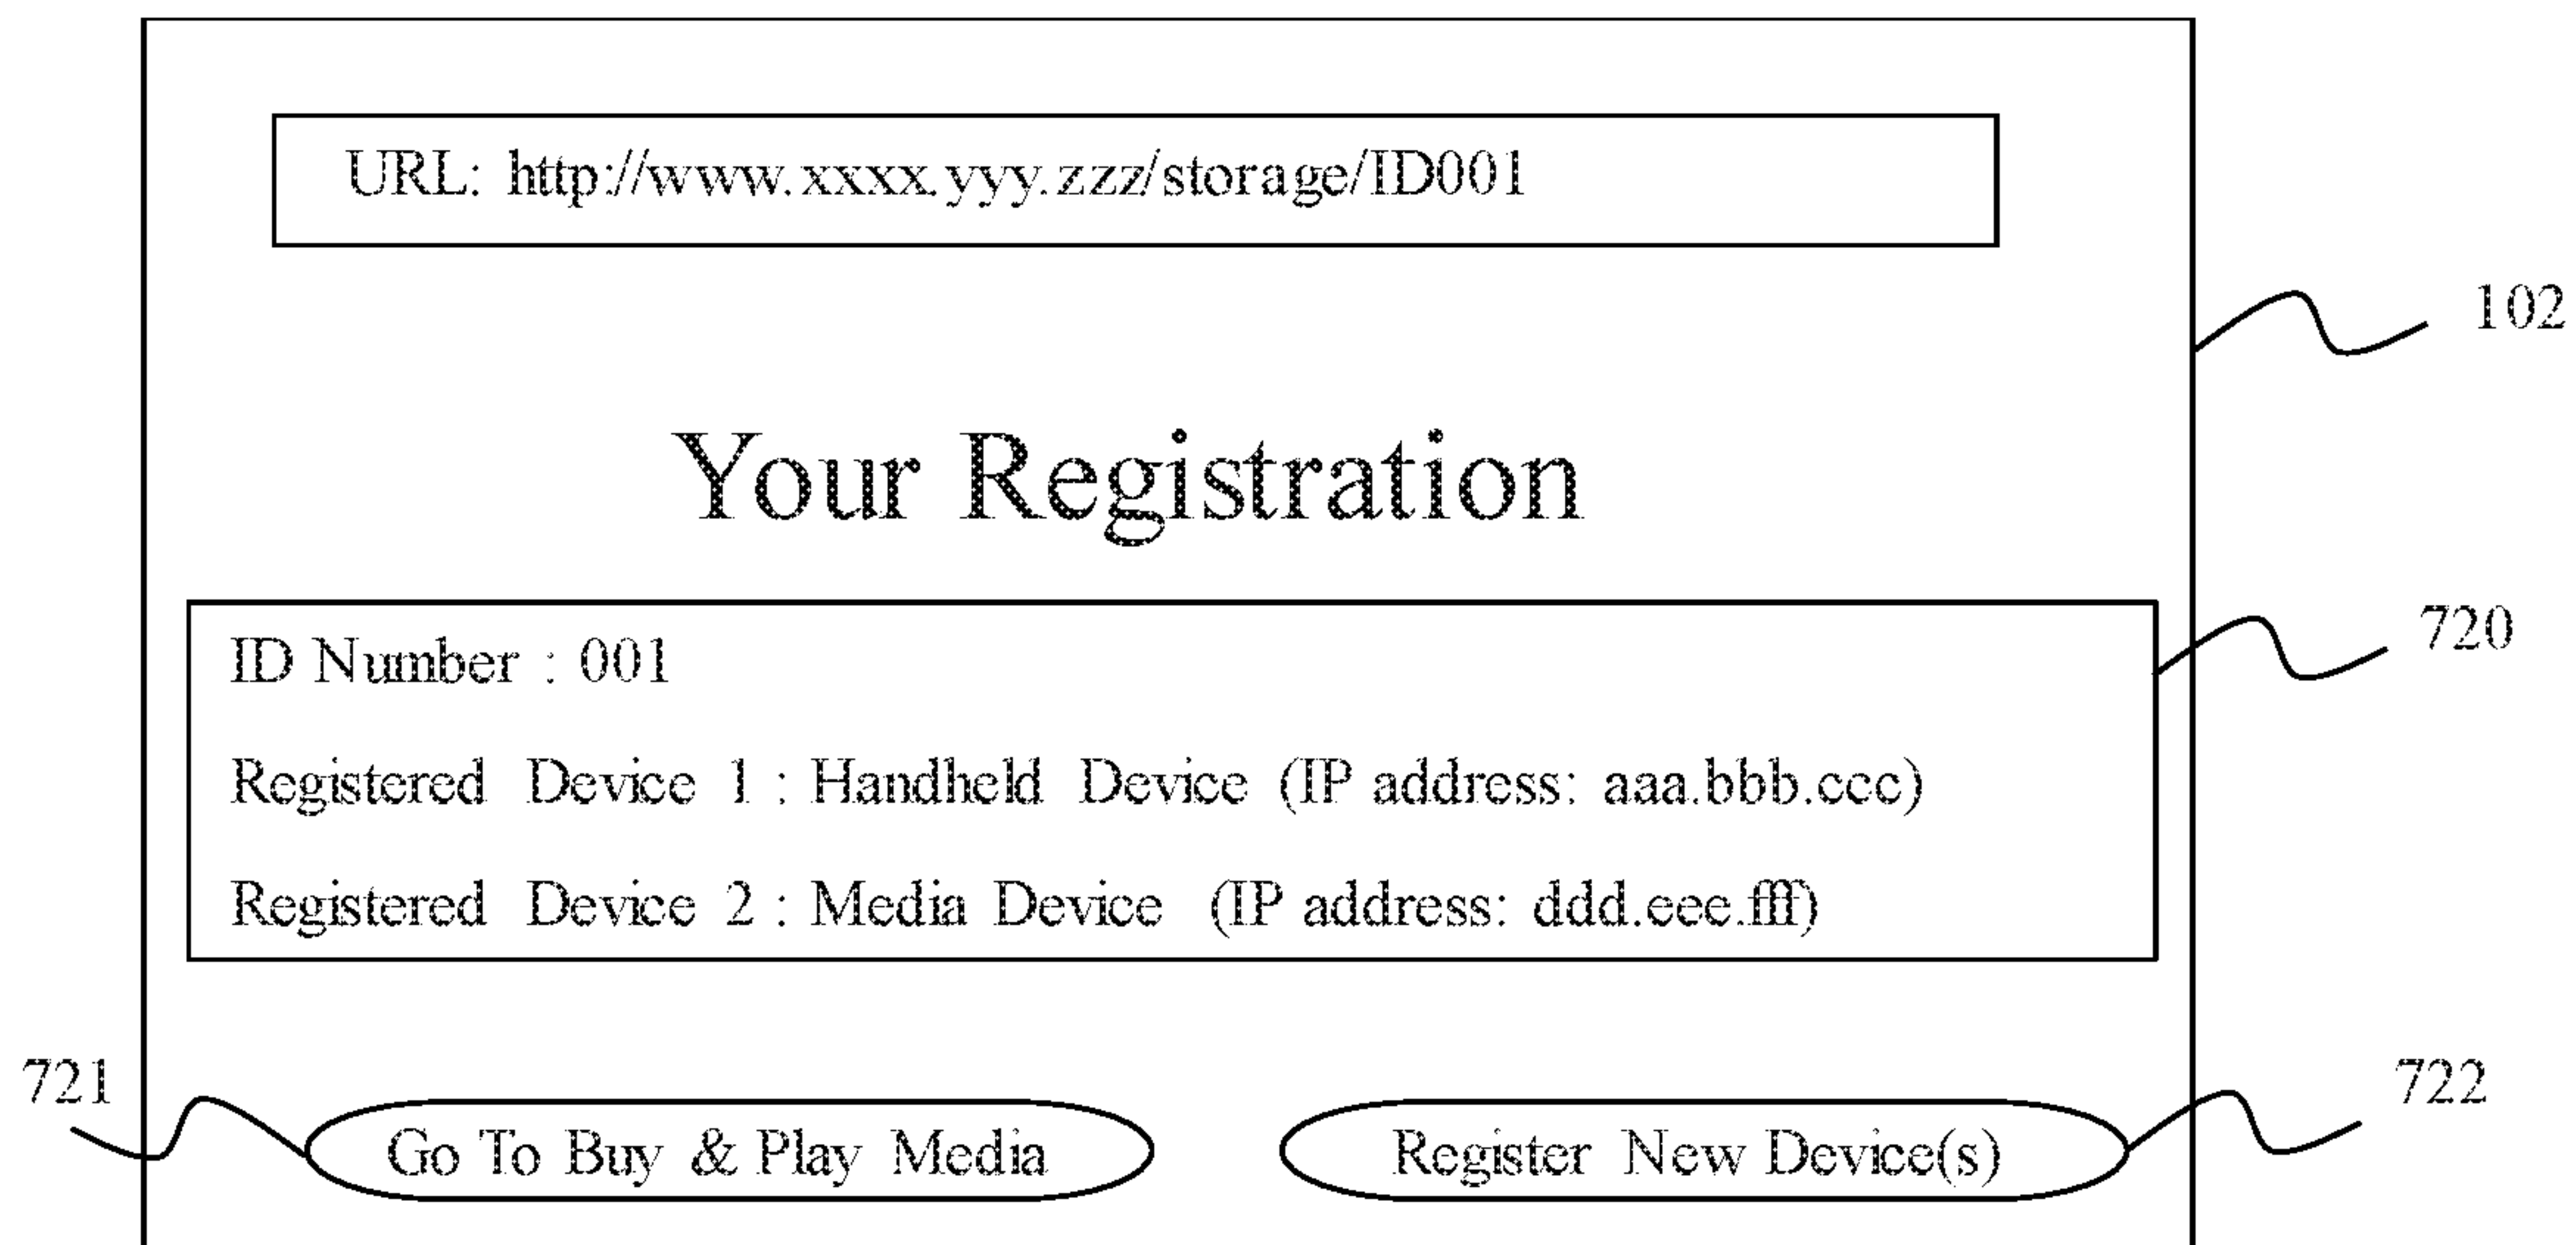 URL: http://www.xxxx.yyy.zzz/storage/ID001
102
Your Registration
720
ID Number : 001
Registered Device 1 : Handheld Device (IP address: aaa.bbb.ccc)
Registered Device 2 : Media Device (IP address: ddd.eee.fff)
721
722
Go To Buy & Play Media
Register New Device(s)